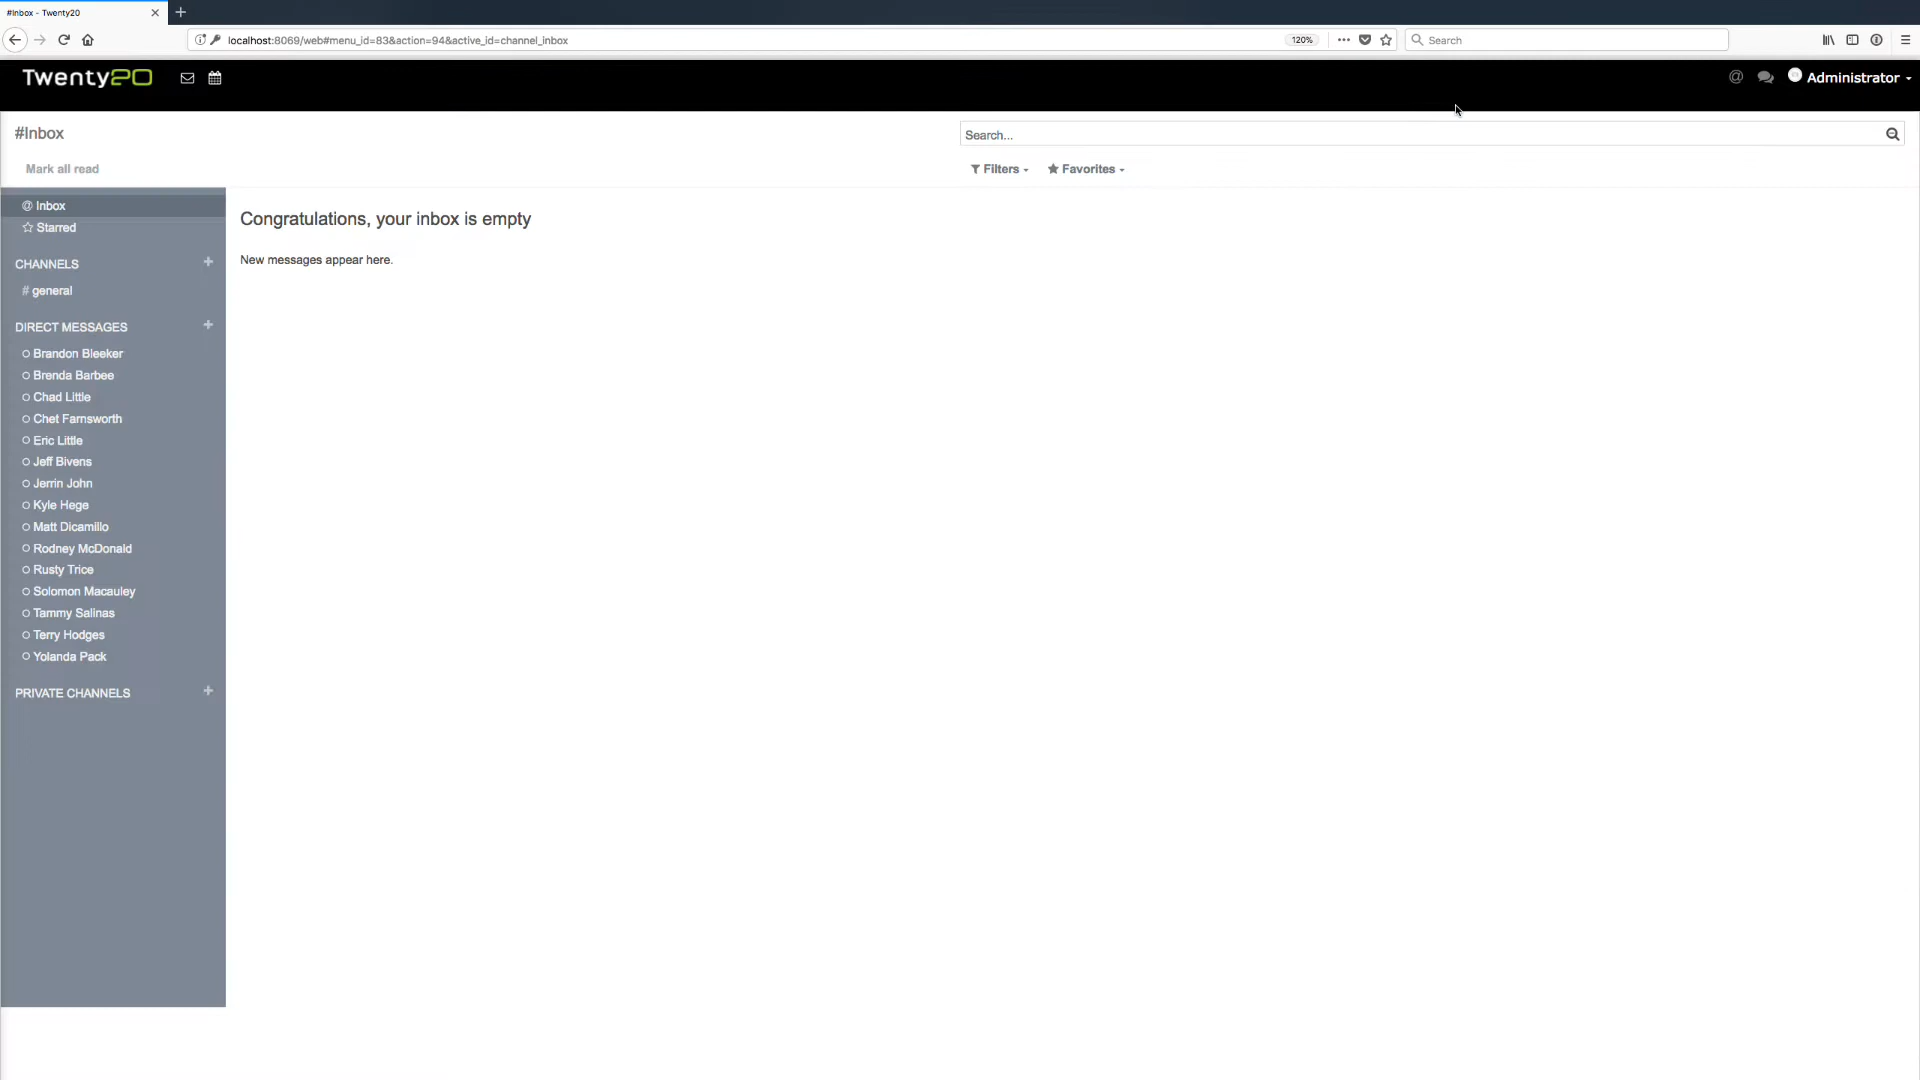 #Inbox - Twenty20
localhost:8069/web#menu_id=83&action=94&active_id=channel_inbox
120%
Search
Twenty20
Administrator
#Inbox
Search...
Mark all read
Filters
Favorites
Inbox
Starred
CHANNELS
# general
DIRECT MESSAGES
Brandon Bleeker
Brenda Barbee
Chad Little
Chet Farnsworth
Eric Little
Jeff Bivens
Jerrin John
Kyle Hege
Matt Dicamillo
Rodney McDonald
Rusty Trice
Solomon Macauley
Tammy Salinas
Terry Hodges
Yolanda Pack
PRIVATE CHANNELS
Congratulations, your inbox is empty
New messages appear here.